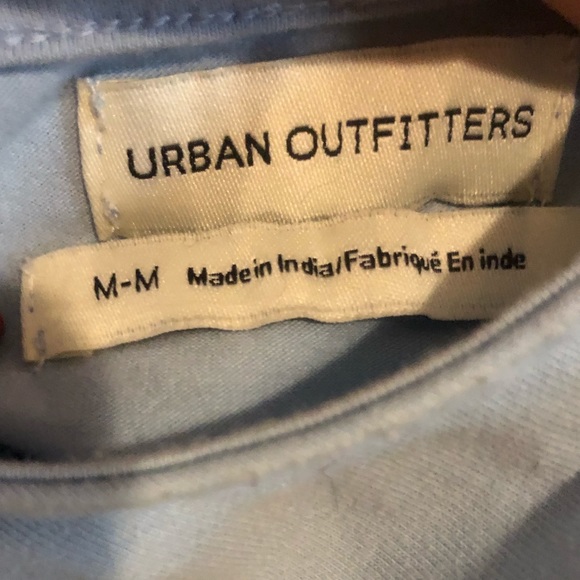 URBAN OUTFITTERS
M-M Made in India/Fabriqué En inde